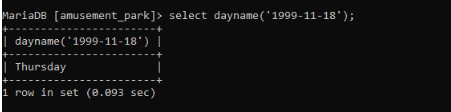 MariaDB [amusement_park]> select dayname('1999-11-18');
+-----------------------+
| dayname('1999-11-18') |
+-----------------------+
| Thursday              |
+-----------------------+
1 row in set (0.093 sec)